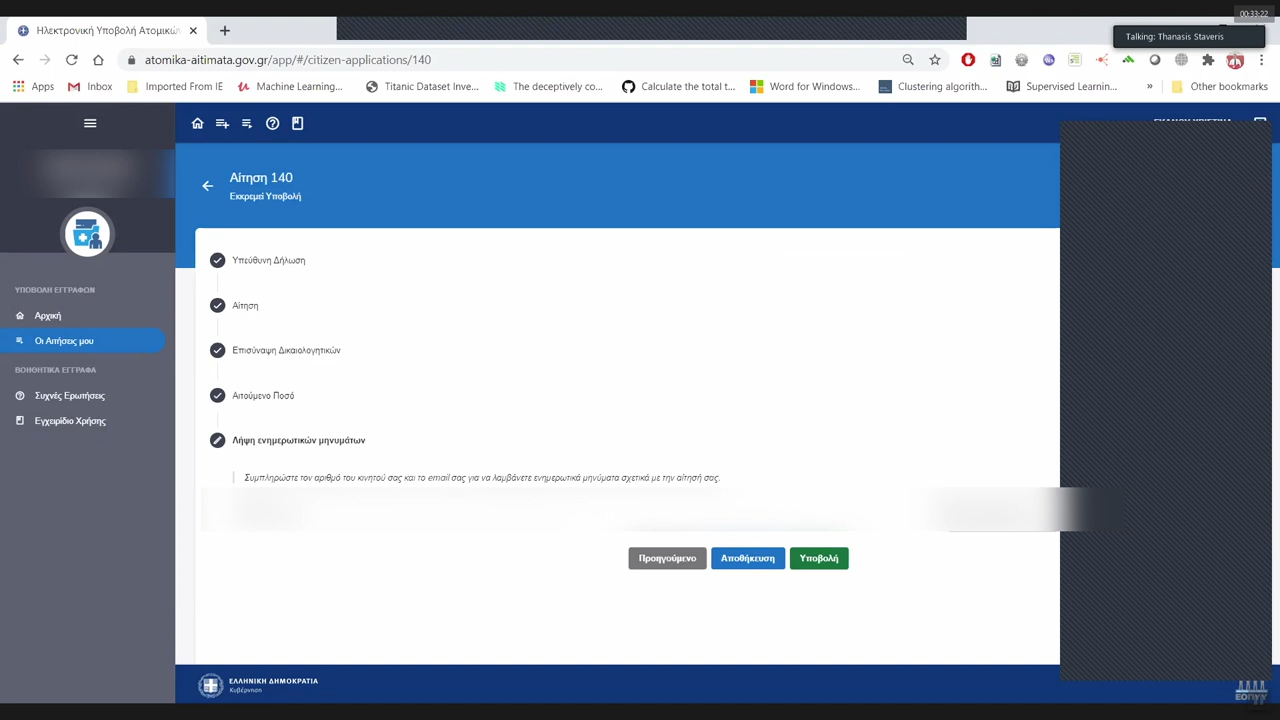 00:33:22
Ηλεκτρονική Υποβολή Ατομικών
Talking: Thanasis Staveris
atomika-aitimata.gov.gr/app/#/citizen-applications/140
Apps Inbox Imported From IE Machine Learning... Titanic Dataset Inve... The deceptively co... Calculate the total t... Word for Windows... Clustering algorith... Supervised Learnin... » Other bookmarks
Αίτηση 140
Εκκρεμεί Υποβολή
Υπεύθυνη Δήλωση
Αίτηση
Επισύναψη Δικαιολογητικών
Αιτούμενο Ποσό
Λήψη ενημερωτικών μηνυμάτων
Συμπληρώστε τον αριθμό του κινητού σας και το email σας για να λαμβάνετε ενημερωτικά μηνύματα σχετικά με την αίτησή σας.
Προηγούμενο Αποθήκευση Υποβολή
ΥΠΟΒΟΛΗ ΕΓΓΡΑΦΩΝ
Αρχική
Οι Αιτήσεις μου
ΒΟΗΘΗΤΙΚΑ ΕΓΓΡΑΦΑ
Συχνές Ερωτήσεις
Εγχειρίδιο Χρήσης
ΕΛΛΗΝΙΚΗ ΔΗΜΟΚΡΑΤΙΑ
Κυβέρνηση
ΕΟΠΥΥ